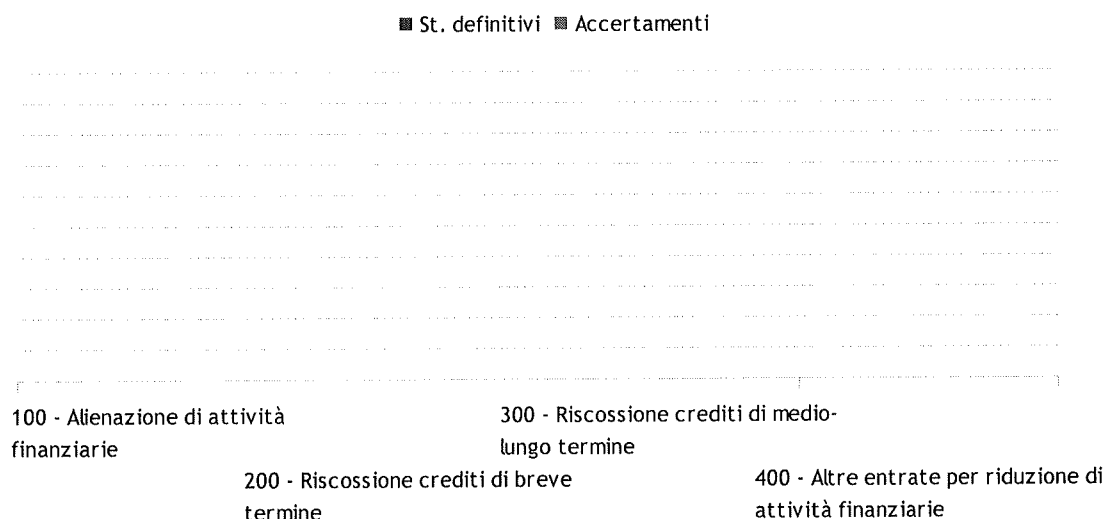 St. definitivi Accertamenti
100 - Alienazione di attività
finanziarie
200 - Riscossione crediti di breve
termine
300 - Riscossione crediti di medio-
lungo termine
400 - Altre entrate per riduzione di
attività finanziarie